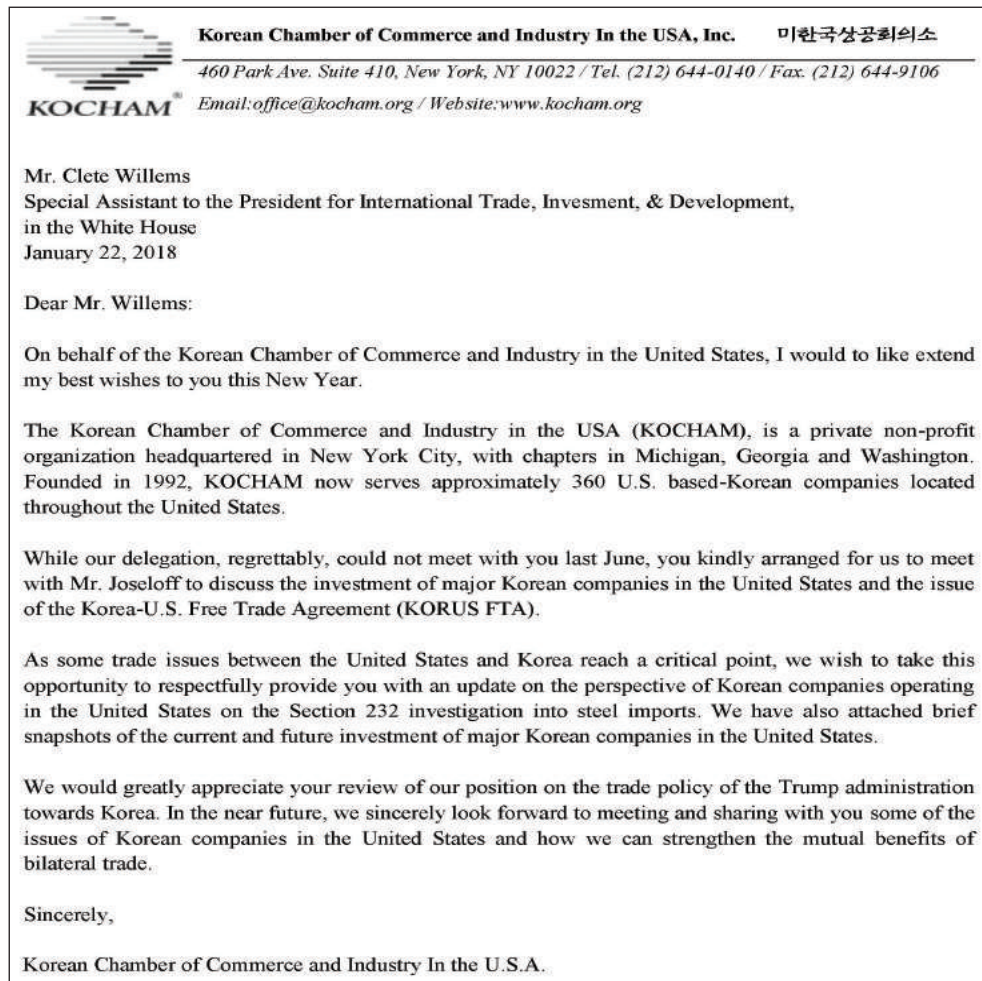 Korean Chamber of Commerce and Industry In the USA, Inc. 미한국상공회의소
460 Park Ave. Suite 410, New York, NY 10022 / Tel. (212) 644-0140 / Fax. (212) 644-9106
KOCHAM® Email:office@kocham.org / Website:www.kocham.org
Mr. Clete Willems
Special Assistant to the President for International Trade, Invesment, & Development,
in the White House
January 22, 2018
Dear Mr. Willems:
On behalf of the Korean Chamber of Commerce and Industry in the United States, I would to like extend
my best wishes to you this New Year.
The Korean Chamber of Commerce and Industry in the USA (KOCHAM), is a private non-profit
organization headquartered in New York City, with chapters in Michigan, Georgia and Washington.
Founded in 1992, KOCHAM now serves approximately 360 U.S. based-Korean companies located
throughout the United States.
While our delegation, regrettably, could not meet with you last June, you kindly arranged for us to meet
with Mr. Joseloff to discuss the investment of major Korean companies in the United States and the issue
of the Korea-U.S. Free Trade Agreement (KORUS FTA).
As some trade issues between the United States and Korea reach a critical point, we wish to take this
opportunity to respectfully provide you with an update on the perspective of Korean companies operating
in the United States on the Section 232 investigation into steel imports. We have also attached brief
snapshots of the current and future investment of major Korean companies in the United States.
We would greatly appreciate your review of our position on the trade policy of the Trump administration
towards Korea. In the near future, we sincerely look forward to meeting and sharing with you some of the
issues of Korean companies in the United States and how we can strengthen the mutual benefits of
bilateral trade.
Sincerely,
Korean Chamber of Commerce and Industry In the U.S.A.